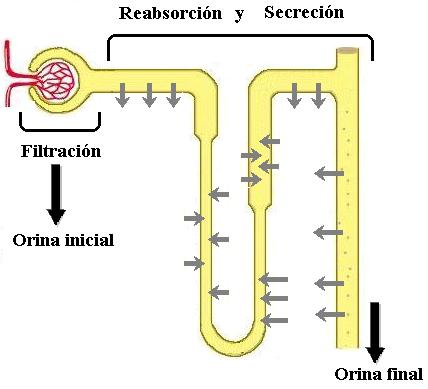 Reabsorción y Secreción
Filtración
Orina inicial
Orina final